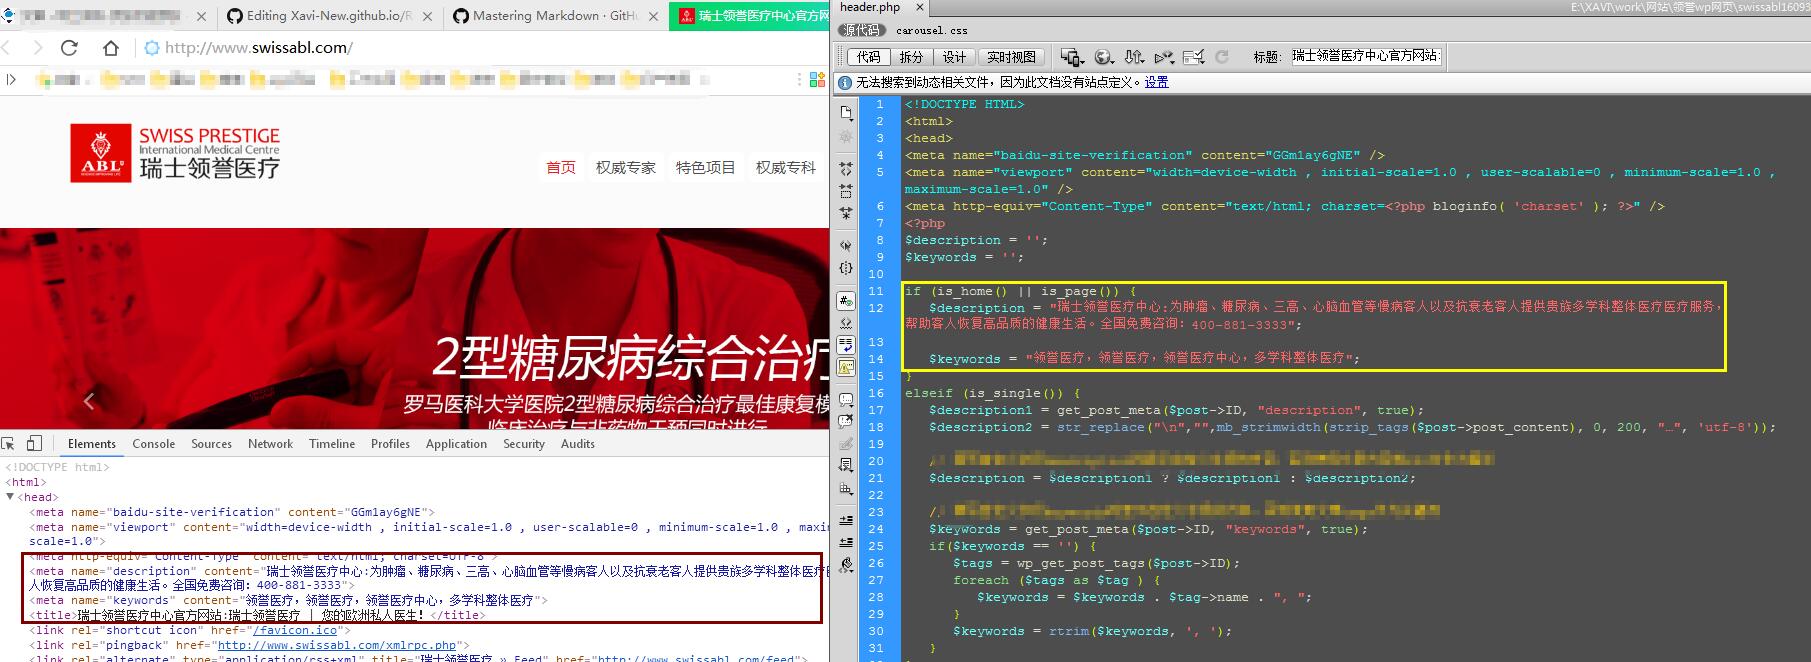 Editing Xavi-New.github.io/R
Mastering Markdown · GitHu
瑞士领誉医疗中心官方网
http://www.swissabl.com/
ABL
SWISS PRESTIGE
International Medical Centre
瑞士领誉医疗
首页 权威专家 特色项目 权威专科
2型糖尿病综合治疗
罗马医科大学医院2型糖尿病综合治疗最佳康复模
临床治疗与非药物干预同时进行
Elements Console Sources Network Timeline Profiles Application Security Audits
<!DOCTYPE html>
<html>
▼<head>
<meta name="baidu-site-verification" content="GGm1ay6gNE">
<meta name="viewport" content="width=device-width , initial-scale=1.0 , user-scalable=0 , minimum-scale=1.0 , maxi
scale=1.0">
<meta http-equiv="Content-Type" content="text/html; charset=UTF-8">
<meta name="description" content="瑞士领誉医疗中心:为肿瘤、糖尿病、三高、心脑血管等慢病客人以及抗衰老客人提供贵族多学科整体医疗
人恢复高品质的健康生活。全国免费咨询: 400-881-3333">
<meta name="keywords" content="领誉医疗，领誉医疗，领誉医疗中心，多学科整体医疗">
<title>瑞士领誉医疗中心官方网站:瑞士领誉医疗 | 您的欧洲私人医生! </title>
<link rel="shortcut icon" href="/favicon.ico">
<link rel="pingback" href="http://www.swissabl.com/xmlrpc.php">
<link rel="alternate" type="application/rss+xml" title="瑞士领誉医疗 » Feed" href="http://www.swissabl.com/feed">
header.php
E:\XAVI\work\网站\领誉wp网页\swissabl16093
源代码 carousel.css
代码 拆分 设计 实时视图 标题: 瑞士领誉医疗中心官方网站:
无法搜索到动态相关文件，因为此文档没有站点定义。设置
1 <!DOCTYPE HTML>
2 <html>
3 <head>
4 <meta name="baidu-site-verification" content="GGm1ay6gNE" />
5 <meta name="viewport" content="width=device-width , initial-scale=1.0 , user-scalable=0 , minimum-scale=1.0 ,
maximum-scale=1.0" />
6 <meta http-equiv="Content-Type" content="text/html; charset=<?php bloginfo( 'charset' ); ?>" />
7 <?php
8 $description = '';
9 $keywords = '';
10
11 if (is_home() || is_page()) {
12 $description = "瑞士领誉医疗中心:为肿瘤、糖尿病、三高、心脑血管等慢病客人以及抗衰老客人提供贵族多学科整体医疗医疗服务，
帮助客人恢复高品质的健康生活。全国免费咨询: 400-881-3333";
13
14 $keywords = "领誉医疗，领誉医疗，领誉医疗中心，多学科整体医疗";
15 }
16 elseif (is_single()) {
17 $description1 = get_post_meta($post->ID, "description", true);
18 $description2 = str_replace("\n","",mb_strimwidth(strip_tags($post->post_content), 0, 200, "…", 'utf-8'));
19
20 //
21 $description = $description1 ? $description1 : $description2;
22
23 //
24 $keywords = get_post_meta($post->ID, "keywords", true);
25 if($keywords == '') {
26 $tags = wp_get_post_tags($post->ID);
27 foreach ($tags as $tag ) {
28 $keywords = $keywords . $tag->name . ", ";
29 }
30 $keywords = rtrim($keywords, ', ');
31 }